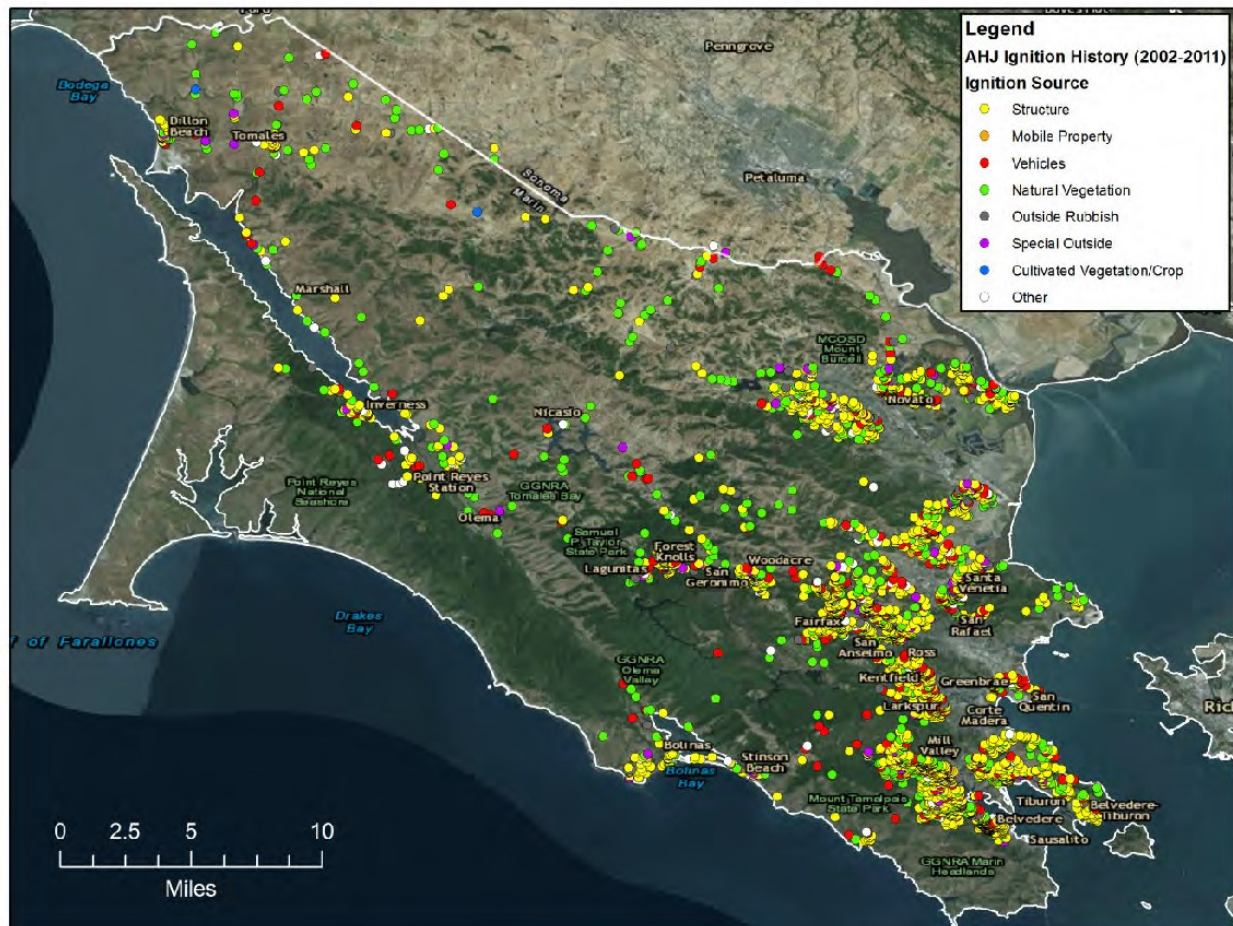 Penngrove
Legend
AHJ Ignition History (2002-2011)
Ignition Source
Structure
Mobile Property
Vehicles
Natural Vegetation
Outside Rubbish
Special Outside
Cultivated Vegetation/Crop
Other
Bodega
Bay
Dillon
Beach
Tomales
Petaluma
Sonoma
Marin
Marshall
MCOSD
Mount
Burdell
Novato
Inverness
Nicasio
Point Reyes
National
Seashore
Point Reyes
Station
GGNRA
Tomales Bay
Olema
Samuel
P. Taylor
State Park
Forest
Knolls
Lagunitas
San
Geronimo
Woodacre
Santa
Venetia
San
Rafael
Fairfax
San
Anselmo
Ross
Drakes
Bay
f of Farallones
GGNRA
Olema
Valley
Kentfield
Greenbrae
San
Quentin
Larkspur
Corte
Madera
Ric
Mill
Valley
Bolinas
Bolinas
Bay
Stinson
Beach
Mount Tamalpais
State Park
Tiburon
Belvedere-
Tiburon
Belvedere
Sausalito
GGNRA Marin
Headlands
0 2.5 5 10
Miles